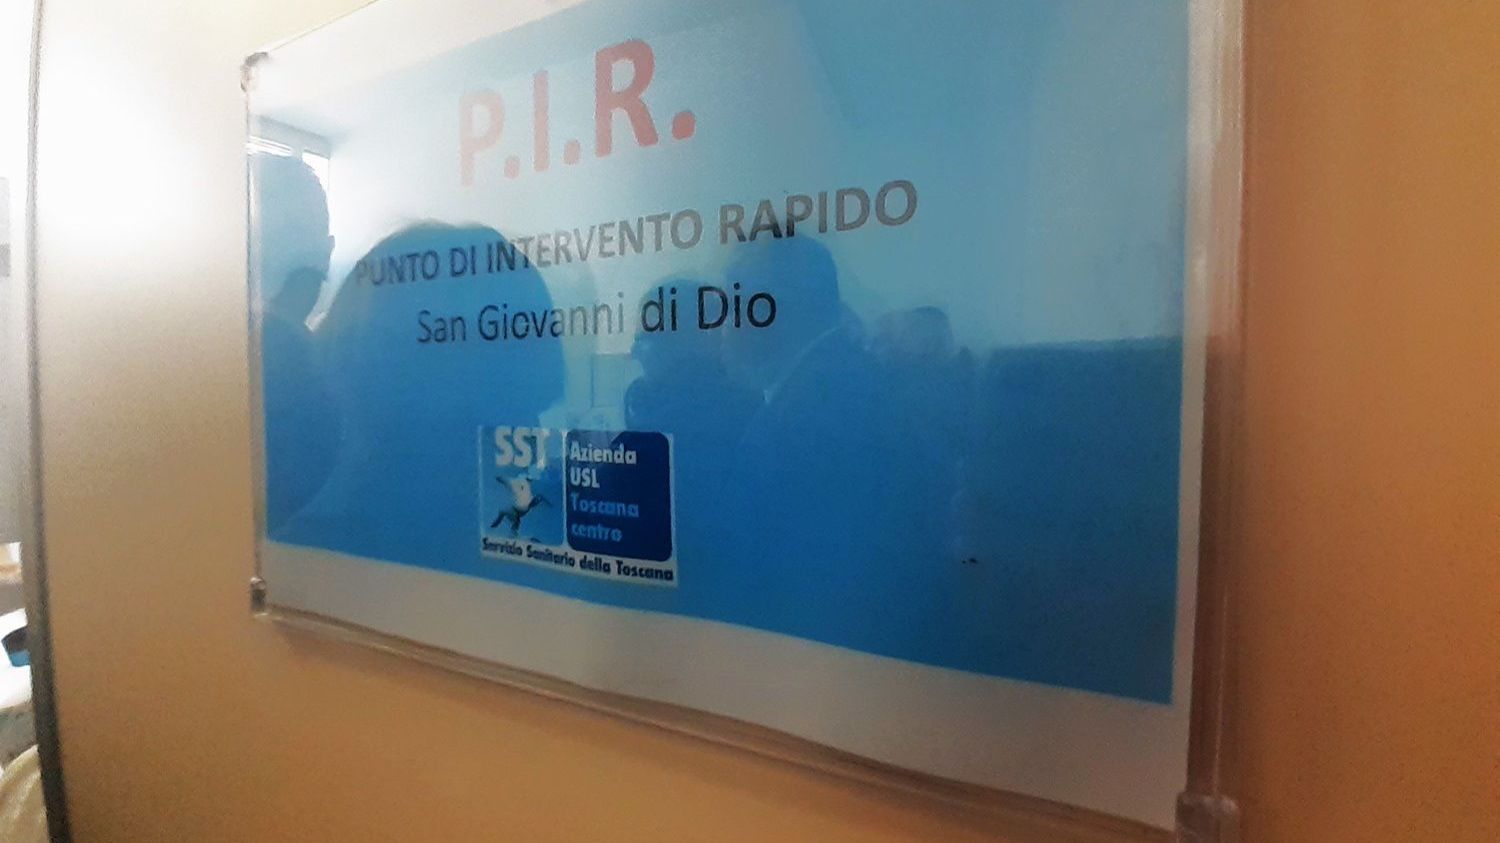 P.I.R.
PUNTO DI INTERVENTO RAPIDO
San Giovanni di Dio
SST
Azienda
USL
Toscana
centro
Servizio Sanitario della Toscana